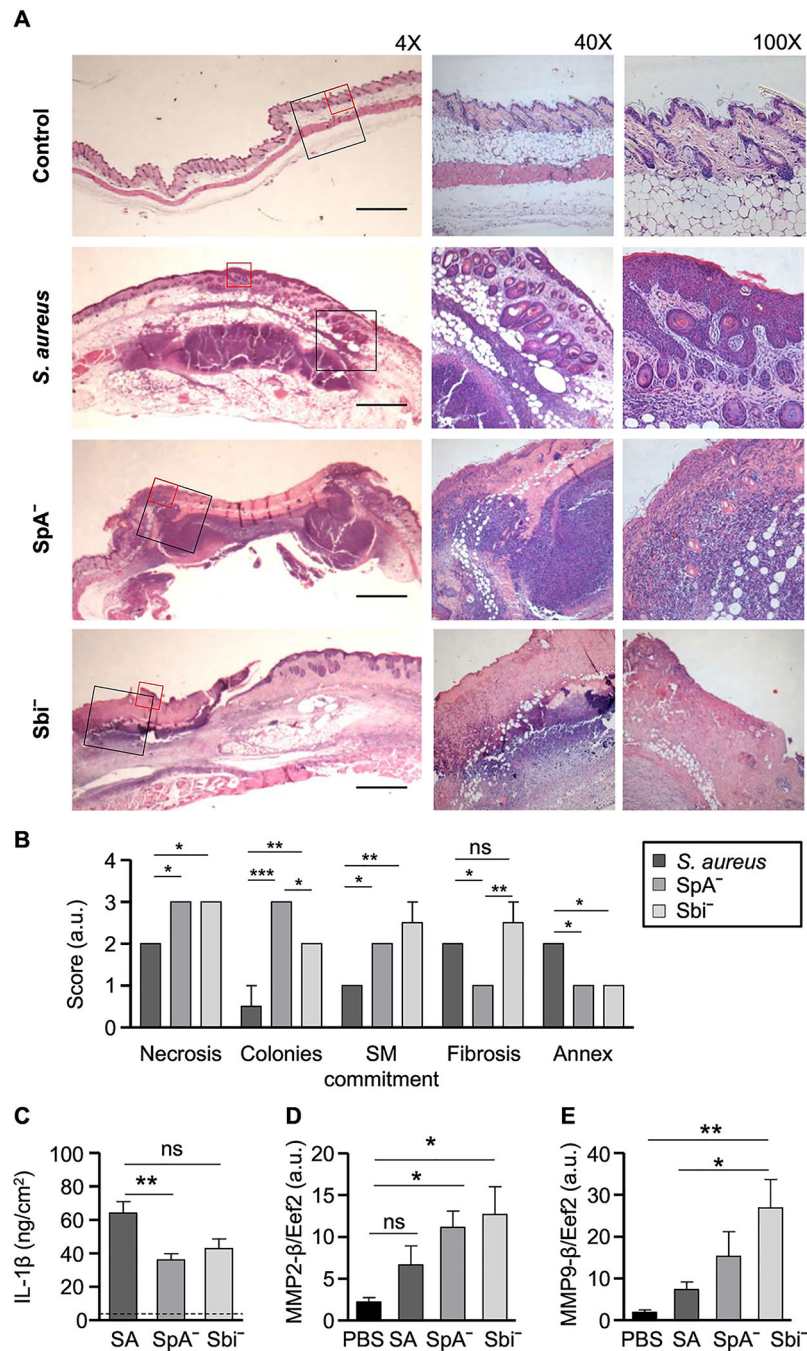 A
4X 40X 100X
Control
S. aureus
SpA⁻
Sbi⁻
B
Score (a.u.)
4
3
2
1
0
* ** ** ns *
* *** * * * ** *
Necrosis Colonies SM commitment Fibrosis Annex
S. aureus
SpA⁻
Sbi⁻
C
IL-1β (ng/cm²)
100
80
60
40
20
0
ns
**
SA SpA⁻ Sbi⁻
D
MMP2-β/Eef2 (a.u.)
20
15
10
5
0
*
*
ns
PBS SA SpA⁻ Sbi⁻
E
MMP9-β/Eef2 (a.u.)
40
30
20
10
0
**
*
PBS SA SpA⁻ Sbi⁻